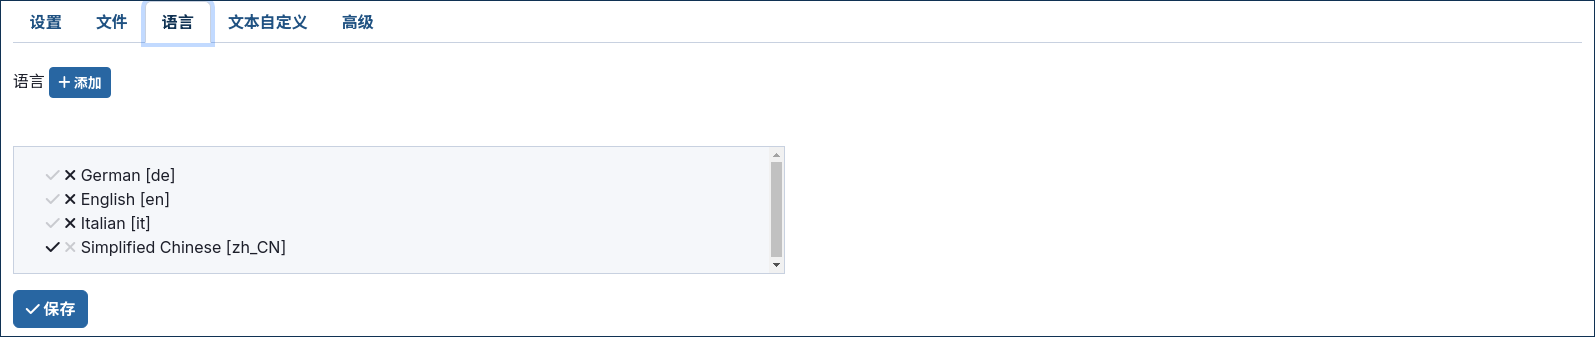 设置 文件 语言 文本自定义 高级
语言 添加
German [de]
English [en]
Italian [it]
Simplified Chinese [zh_CN]
保存